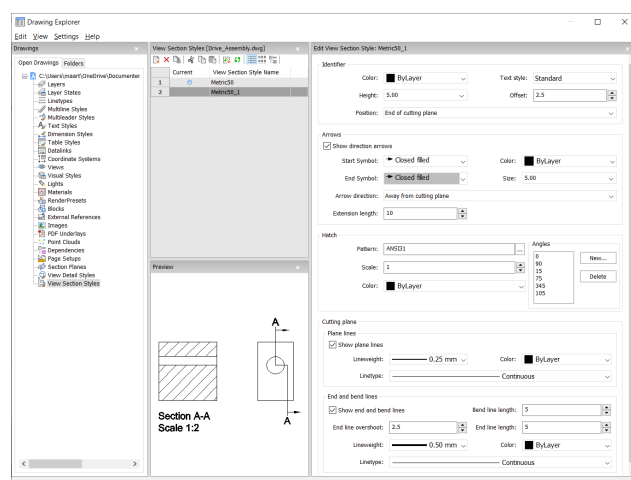 Drawing Explorer
Edit View Settings Help
Drawings
Open Drawings Folders
C:\Users\maart\OneDrive\Documenter
Layers
Layer States
Linetypes
Multiline Styles
Multileader Styles
Text Styles
Dimension Styles
Table Styles
Datalinks
Coordinate Systems
Views
Visual Styles
Lights
Materials
RenderPresets
Blocks
External References
Images
PDF Underlays
Point Clouds
Dependencies
Page Setups
Section Planes
View Detail Styles
View Section Styles
View Section Styles [Drive_Assembly.dwg]
Current View Section Style Name
1 Metric50
2 Metric50_1
Preview
A
A
Section A-A
Scale 1:2
Edit View Section Style: Metric50_1
Identifier
Color: ByLayer Text style: Standard
Height: 5.00 Offset: 2.5
Position: End of cutting plane
Arrows
Show direction arrows
Start Symbol: Closed filled Color: ByLayer
End Symbol: Closed filled Size: 5.00
Arrow direction: Away from cutting plane
Extension length: 10
Hatch
Pattern: ANSI31 ...
Scale: 1
Color: ByLayer
Angles
0
90
15
75
345
105
New...
Delete
Cutting plane
Plane lines
Show plane lines
Lineweight: 0.25 mm Color: ByLayer
Linetype: Continuous
End and bend lines
Show end and bend lines Bend line length: 5
End line overshoot: 2.5 End line length: 5
Lineweight: 0.50 mm Color: ByLayer
Linetype: Continuous